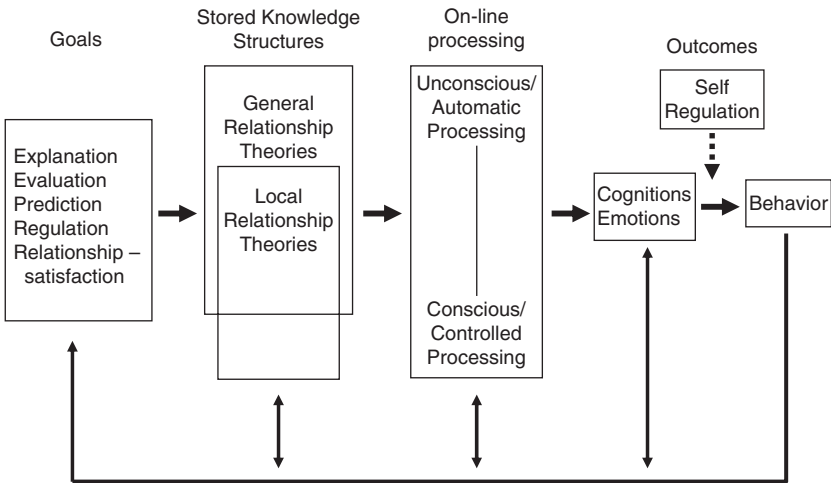 Goals
Stored Knowledge
Structures
On-line
processing
Outcomes
Explanation
Evaluation
Prediction
Regulation
Relationship –
satisfaction
General
Relationship
Theories
Local
Relationship
Theories
Unconscious/
Automatic
Processing
Conscious/
Controlled
Processing
Self
Regulation
Cognitions
Emotions
Behavior